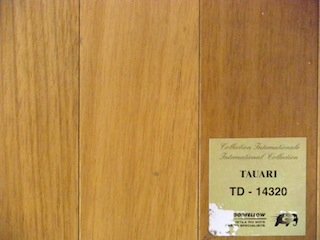 Collection Internationale
International Collection
TAUARI
TD - 14320